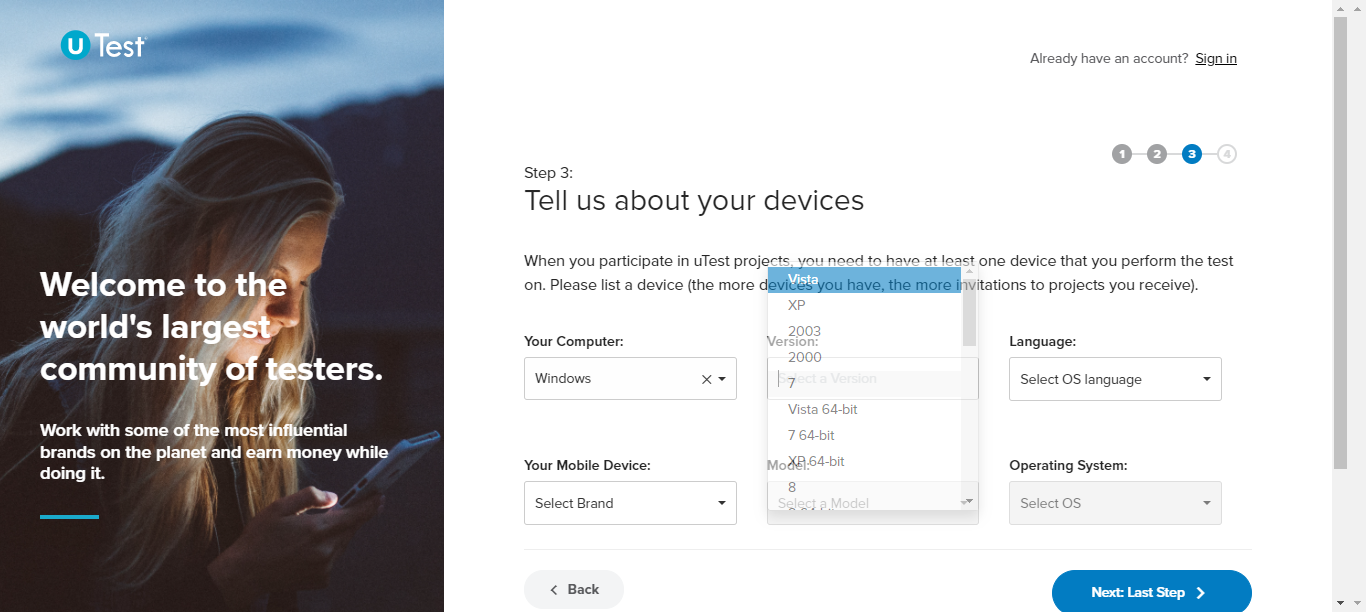 U Test
Already have an account? Sign in
1 2 3 4
Step 3:
Tell us about your devices
When you participate in uTest projects, you need to have at least one device that you perform the test
on. Please list a device (the more devices you have, the more invitations to projects you receive).
Welcome to the
world's largest
community of testers.
Work with some of the most influential
brands on the planet and earn money while
doing it.
Your Computer:
Windows
Version:
Select a Version
Language:
Select OS language
Vista
XP
2003
2000
7
Vista 64-bit
7 64-bit
XP 64-bit
8
Your Mobile Device:
Select Brand
Model:
Select a Model
Operating System:
Select OS
Back
Next: Last Step